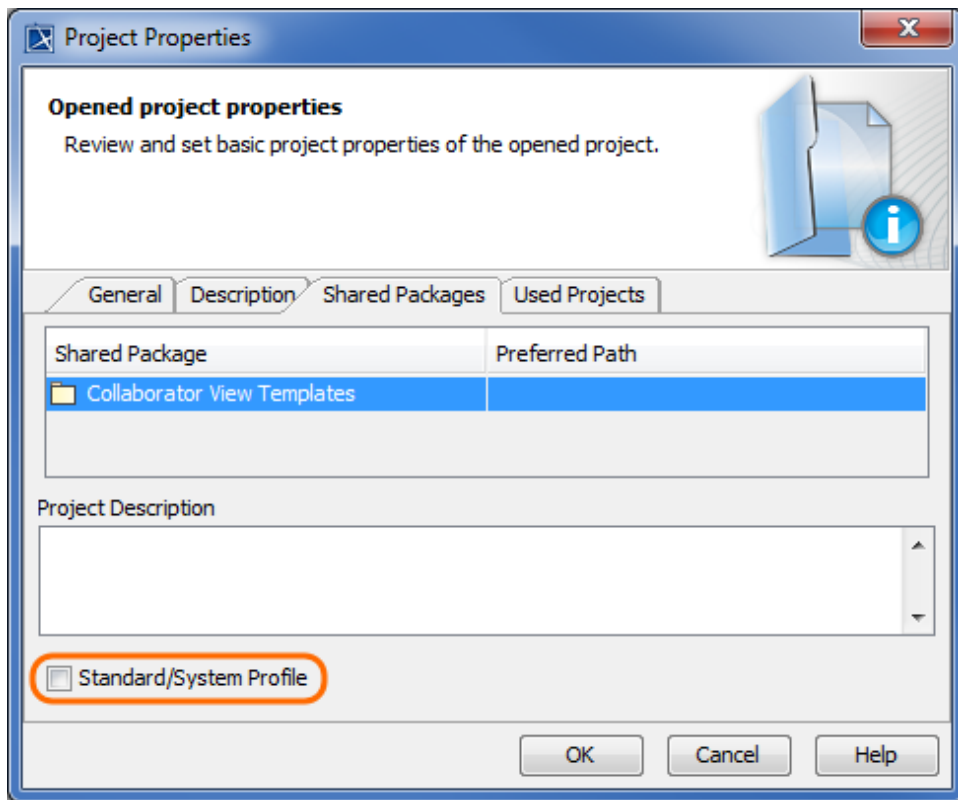 Project Properties
Opened project properties
Review and set basic project properties of the opened project.
General Description Shared Packages Used Projects
Shared Package Preferred Path
Collaborator View Templates
Project Description
Standard/System Profile
OK Cancel Help